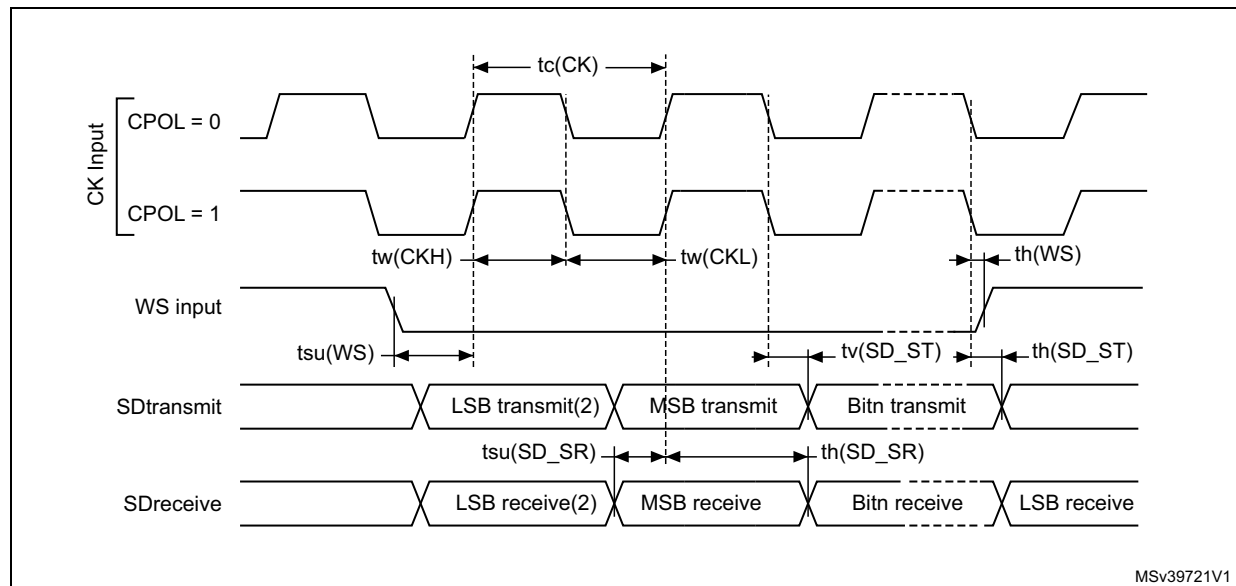 tc(CK)
CK Input
CPOL = 0
CPOL = 1
tw(CKH)
tw(CKL)
th(WS)
WS input
tsu(WS)
tv(SD_ST)
th(SD_ST)
SDtransmit
LSB transmit(2)
MSB transmit
Bitn transmit
tsu(SD_SR)
th(SD_SR)
SDreceive
LSB receive(2)
MSB receive
Bitn receive
LSB receive
MSv39721V1